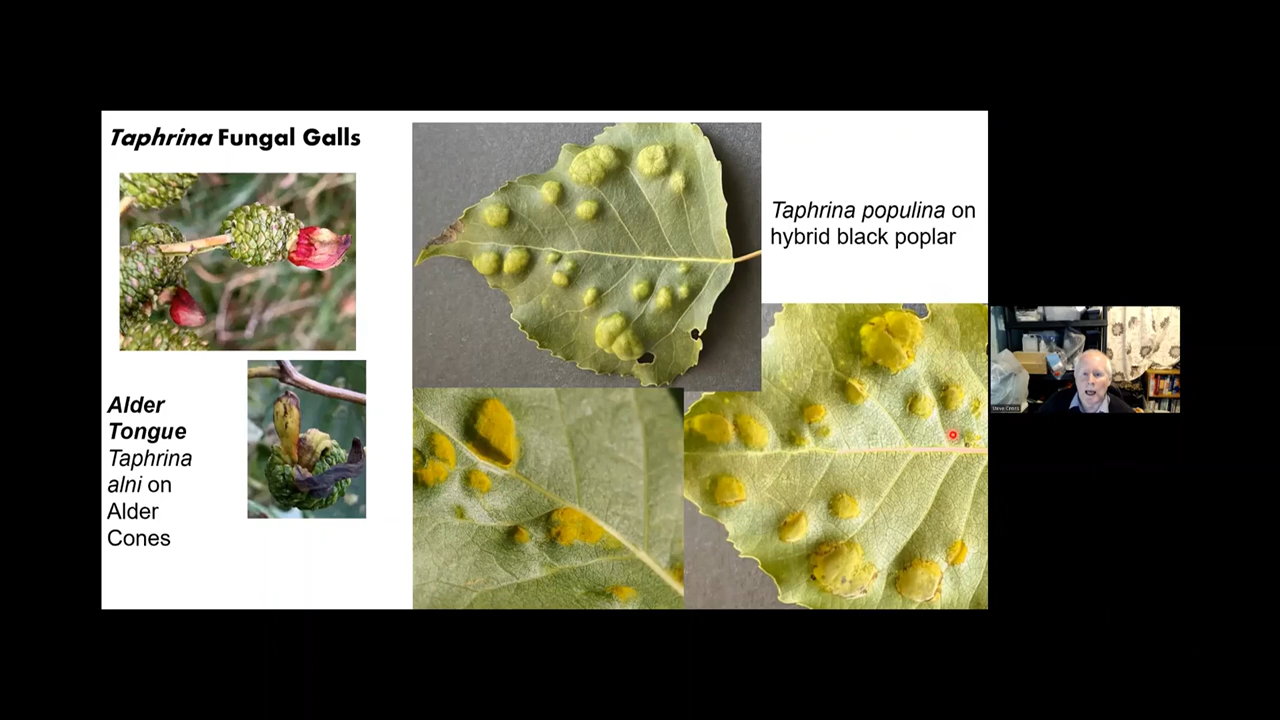 Taphrina Fungal Galls
Taphrina populina on
hybrid black poplar
Alder
Tongue
Taphrina
alni on
Alder
Cones